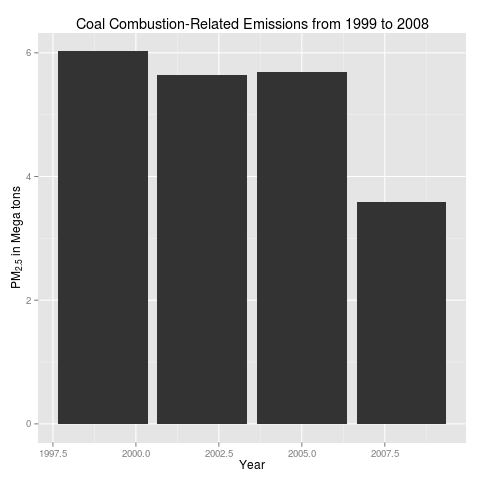 Coal Combustion-Related Emissions from 1999 to 2008
6
4
2
0
PM2.5 in Mega tons
1997.5 2000.0 2002.5 2005.0 2007.5
Year